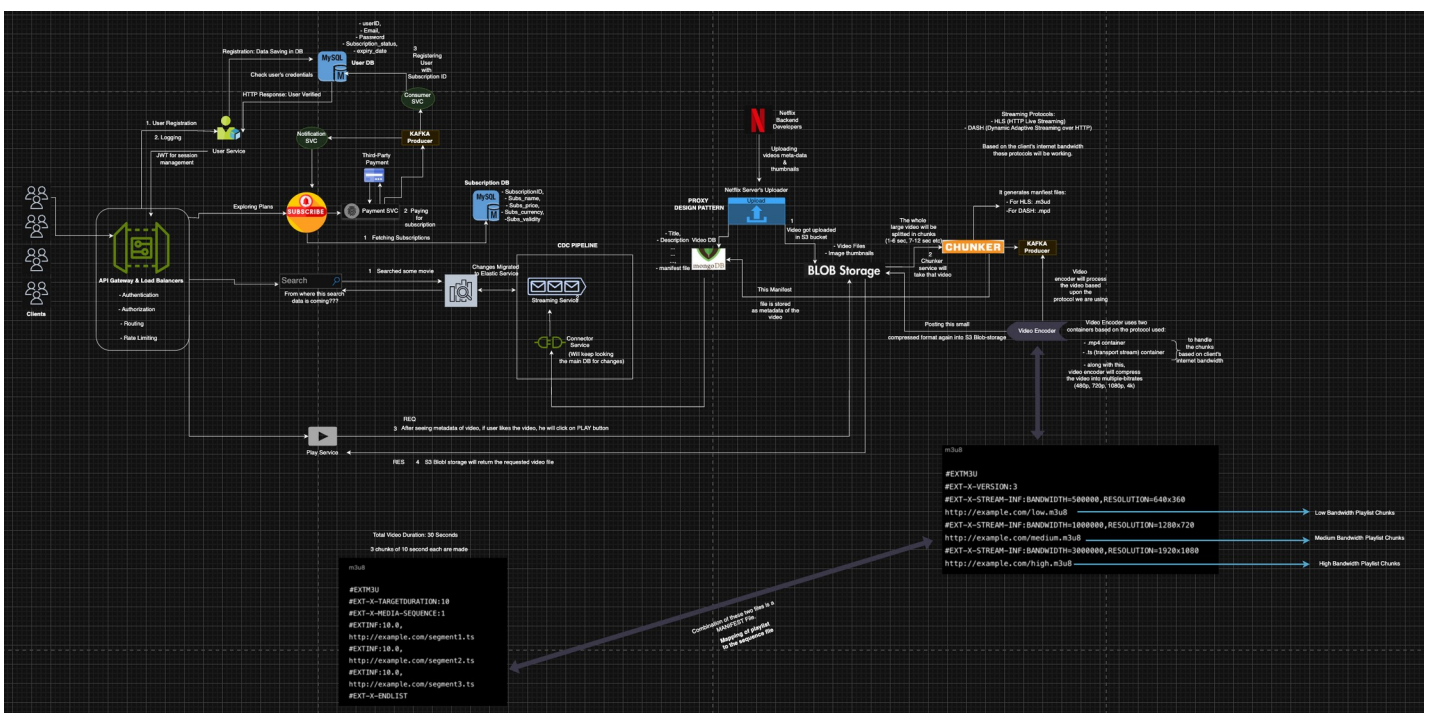 - userID,
- Email,
- Password
- Subscription_status,
- expiry_date
MySQL
User DB
Registration: Data Saving in DB
Check user's credentials
HTTP Response: User Verified
3
Registering
User
with
Subscription ID
Consumer
SVC
1. User Registration
2. Logging
User Service
JWT for session
management
Notification
SVC
KAFKA
Producer
Third-Party
Payment
Exploring Plans
SUBSCRIBE
Payment SVC
2 Paying
for
subscription
1 Fetching Subscriptions
Subscription DB
MySQL
- SubscriptionID,
- Subs_name,
- Subs_price,
- Subs_currency,
-Subs_validity
Clients
API Gateway & Load Balancers
- Authentication
- Authorization
- Routing
- Rate Limiting
Search
From where this search
data is coming???
1 Searched some movie
Changes Migrated
to Elastic Service
CDC PIPELINE
Streaming Service
Connector
Service
(Will keep looking
the main DB for changes)
Netflix
Backend
Developers
Uploading
videos meta-data
&
thumbnails
Netflix Server's Uploader
Upload
PROXY
DESIGN PATTERN
1
Video got uploaded
in S3 bucket
- Title,
- Description
...
...
- manifest file
Video DB
mongoDB
- Video Files
- Image thumbnails
BLOB Storage
This Manifest
file is stored
as metadata of the
video
The whole
large video will be
splitted in chunks
(1-6 sec, 7-12 sec etc)
2
Chunker
service will
take that video
CHUNKER
KAFKA
Producer
Streaming Protocols:
- HLS (HTTP Live Streaming)
- DASH (Dynamic Adaptive Streaming over HTTP)
Based on the client's internet bandwidth
these protocols will be working.
It generates manfiest files:
- For HLS: .m3ud
-For DASH: .mpd
Video
encoder will process
the video based
upon the
protocol we are using
Posting this small
compressed format again into S3 Blob-storage
Video Encoder
Video Encoder uses two
containers based on the protocol used:
- .mp4 container
- .ts (transport stream) container
- along with this,
video encoder will compress
the video into multiple-bitrates
(480p, 720p, 1080p, 4k)
to handle
the chunks
based on client's
internet bandwidth
REQ
3 After seeing metadata of video, if user likes the video, he will click on PLAY button
Play Service
RES 4 S3 Blobl storage will return the requested video file
m3u8
#EXTM3U
#EXT-X-VERSION:3
#EXT-X-STREAM-INF:BANDWIDTH=500000,RESOLUTION=640x360
http://example.com/low.m3u8
#EXT-X-STREAM-INF:BANDWIDTH=1000000,RESOLUTION=1280x720
http://example.com/medium.m3u8
#EXT-X-STREAM-INF:BANDWIDTH=3000000,RESOLUTION=1920x1080
http://example.com/high.m3u8
Low Bandwidth Playlist Chunks
Medium Bandwidth Playlist Chunks
High Bandwidth Playlist Chunks
Total Video Duration: 30 Seconds
3 chunks of 10 second each are made
m3u8
#EXTM3U
#EXT-X-TARGETDURATION:10
#EXT-X-MEDIA-SEQUENCE:1
#EXTINF:10.0,
http://example.com/segment1.ts
#EXTINF:10.0,
http://example.com/segment2.ts
#EXTINF:10.0,
http://example.com/segment3.ts
#EXT-X-ENDLIST
Combination of these two files is a
MANIFEST File.
Mapping of playlist
to the sequence file